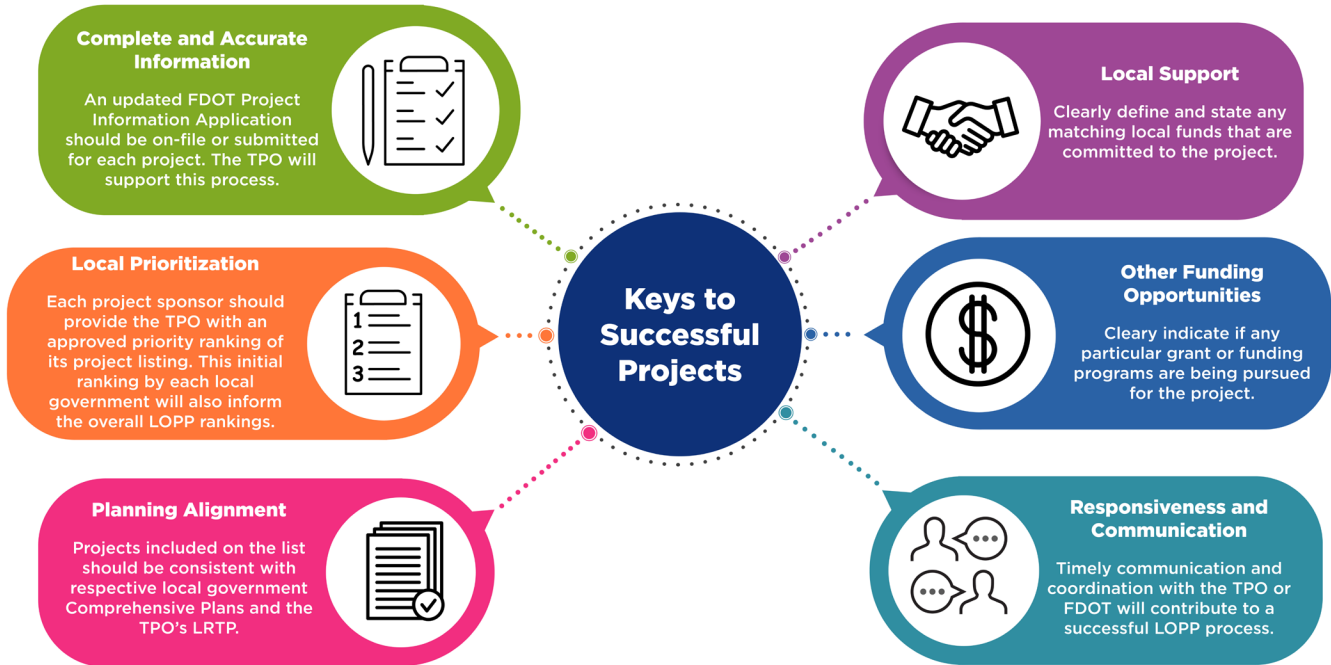 Complete and Accurate
Information
An updated FDOT Project
Information Application
should be on-file or submitted
for each project. The TPO will
support this process.
Local Prioritization
Each project sponsor should
provide the TPO with an
approved priority ranking of
its project listing. This initial
ranking by each local
government will also inform
the overall LOPP rankings.
1
2
3
Planning Alignment
Projects included on the list
should be consistent with
respective local government
Comprehensive Plans and the
TPO’s LRTP.
Keys to
Successful
Projects
Local Support
Clearly define and state any
matching local funds that are
committed to the project.
$
Other Funding
Opportunities
Cleary indicate if any
particular grant or funding
programs are being pursued
for the project.
Responsiveness and
Communication
Timely communication and
coordination with the TPO or
FDOT will contribute to a
successful LOPP process.